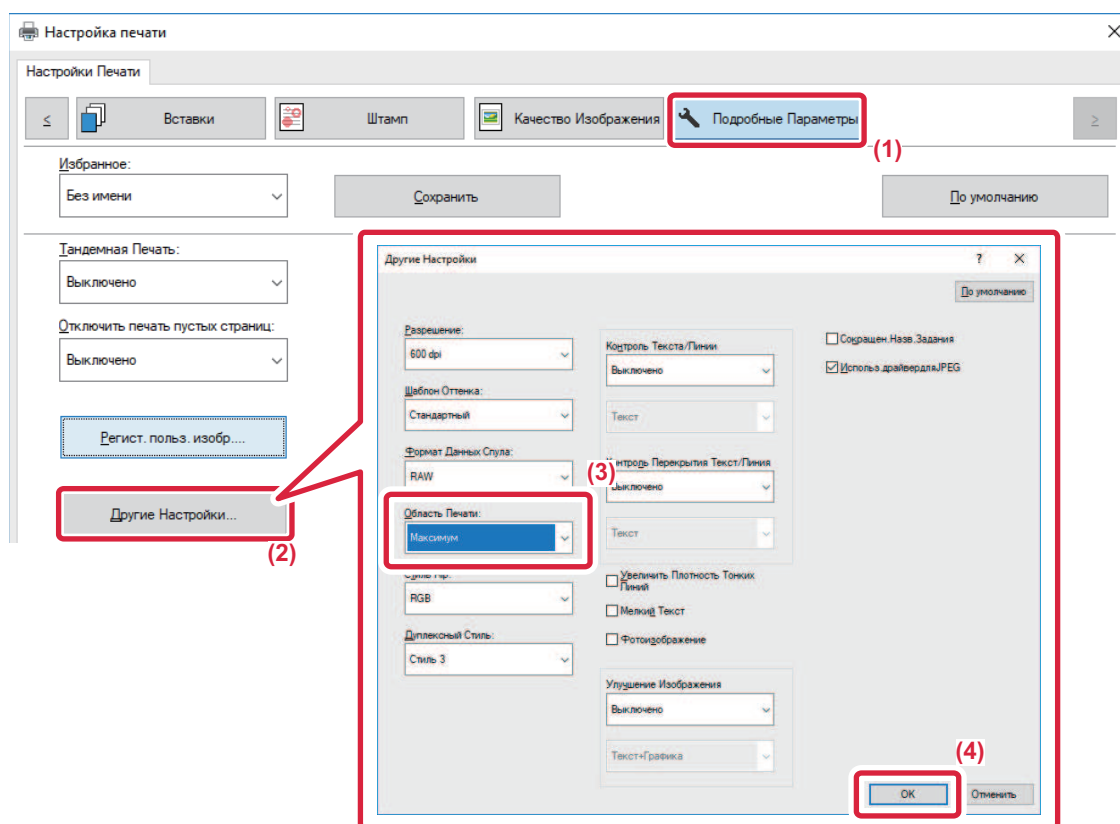 Настройка печати
Настройки Печати
<
Вставки
Штамп
Качество Изображения
Подробные Параметры
>
(1)
Избранное:
Без имени
Сохранить
По умолчанию
Тандемная Печать:
Выключено
Отключить печать пустых страниц:
Выключено
Регист. польз. изобр....
Другие Настройки...
(2)
Другие Настройки
?
По умолчанию
Разрешение:
600 dpi
Шаблон Оттенка:
Стандартный
Формат Данных Спула:
RAW
(3)
Область Печати:
Максимум
RGB
Дуплексный Стиль:
Стиль 3
Контроль Текста/Линии
Выключено
Текст
Контроль Перекрытия Текст/Линия
Выключено
Текст
Увеличить Плотность Тонких
Линий
Мелкий Текст
Фотоизображение
Улучшение Изображения
Выключено
Текст+Графика
Сокращен.Назв.Задания
Использ.драйвердляJPEG
(4)
OK
Отменить